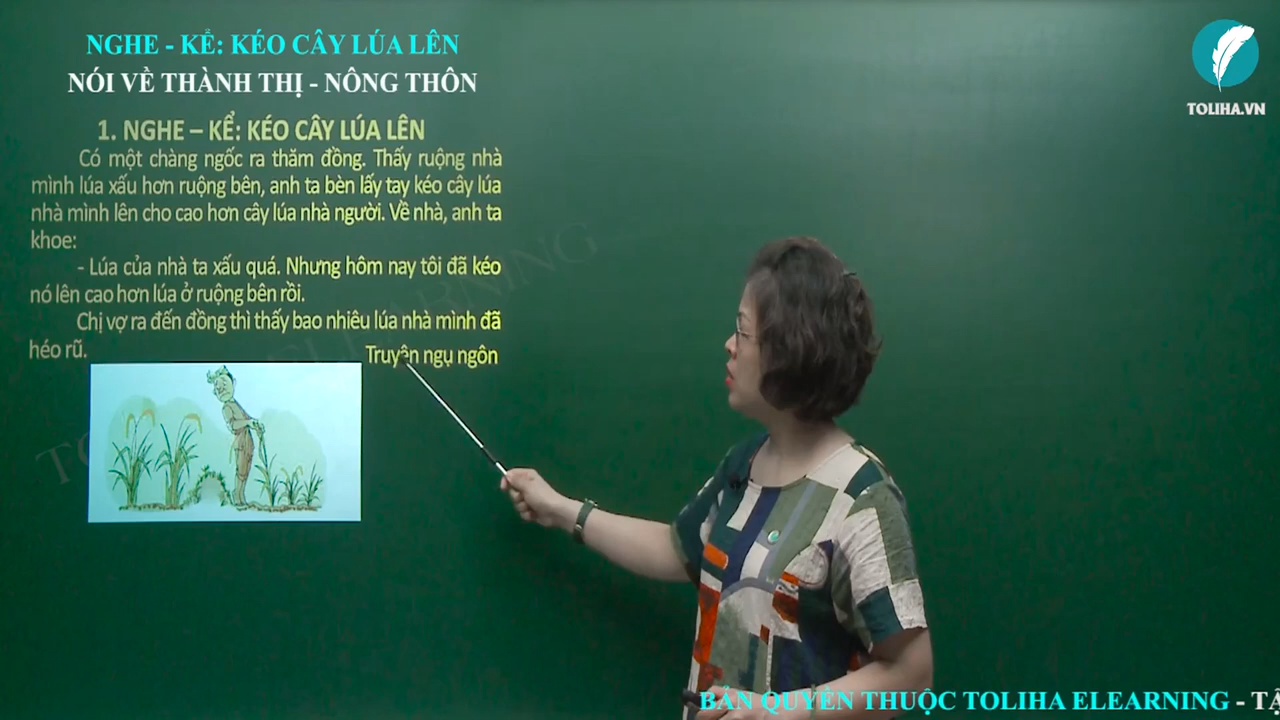 NGHE - KỂ: KÉO CÂY LÚA LÊN
NÓI VỀ THÀNH THỊ - NÔNG THÔN
TOLIHA.VN
1. NGHE – KỂ: KÉO CÂY LÚA LÊN
Có một chàng ngốc ra thăm đồng. Thấy ruộng nhà
mình lúa xấu hơn ruộng bên, anh ta bèn lấy tay kéo cây lúa
nhà mình lên cho cao hơn cây lúa nhà người. Về nhà, anh ta
khoe:
- Lúa của nhà ta xấu quá. Nhưng hôm nay tôi đã kéo
nó lên cao hơn lúa ở ruộng bên rồi.
Chị vợ ra đến đồng thì thấy bao nhiêu lúa nhà mình đã
héo rũ.
Truyện ngụ ngôn
BẢN QUYỀN THUỘC TOLIHA ELEARNING - TẬ